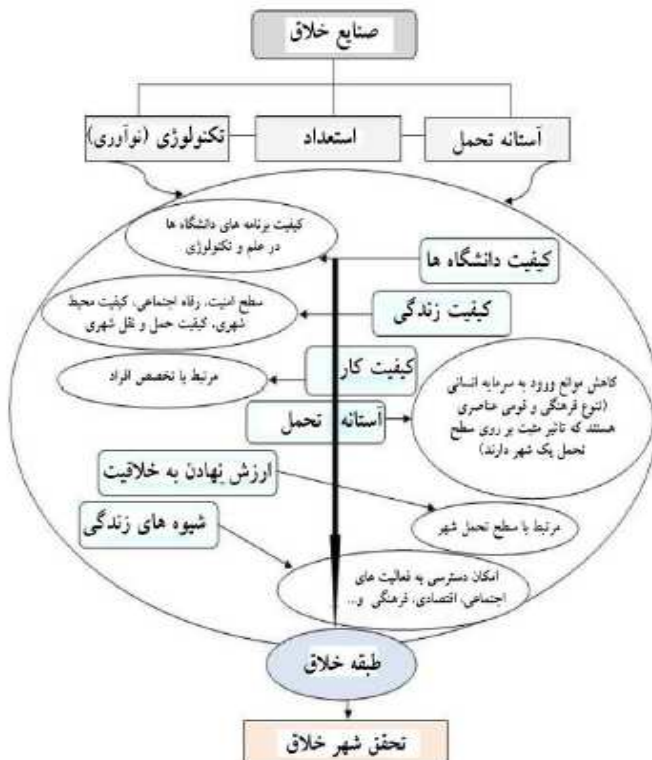 صنایع خلاق
آستانه تحمل
استعداد
تکنولوژی (نوآوری)
کیفیت برنامه های دانشگاه ها
در علم و تکنولوژی
کیفیت دانشگاه ها
کیفیت زندگی
سطح امنیت، رفاه اجتماعی، کیفیت محیط
شهری، کیفیت حمل و نقل شهری
کیفیت کار
مرتبط با تخصص افراد
آستانه تحمل
کاهش موانع ورود به سرمایه انسانی
(تنوع فرهنگی و قومی عناصری
هستند که تاثیر مثبت بر روی سطح
تحمل یک شهر دارند)
ارزش نهادن به خلاقیت
مرتبط با سطح تحمل شهر
شیوه های زندگی
امکان دسترسی به فعالیت های
اجتماعی، اقتصادی، فرهنگی و...
طبقه خلاق
تحقق شهر خلاق